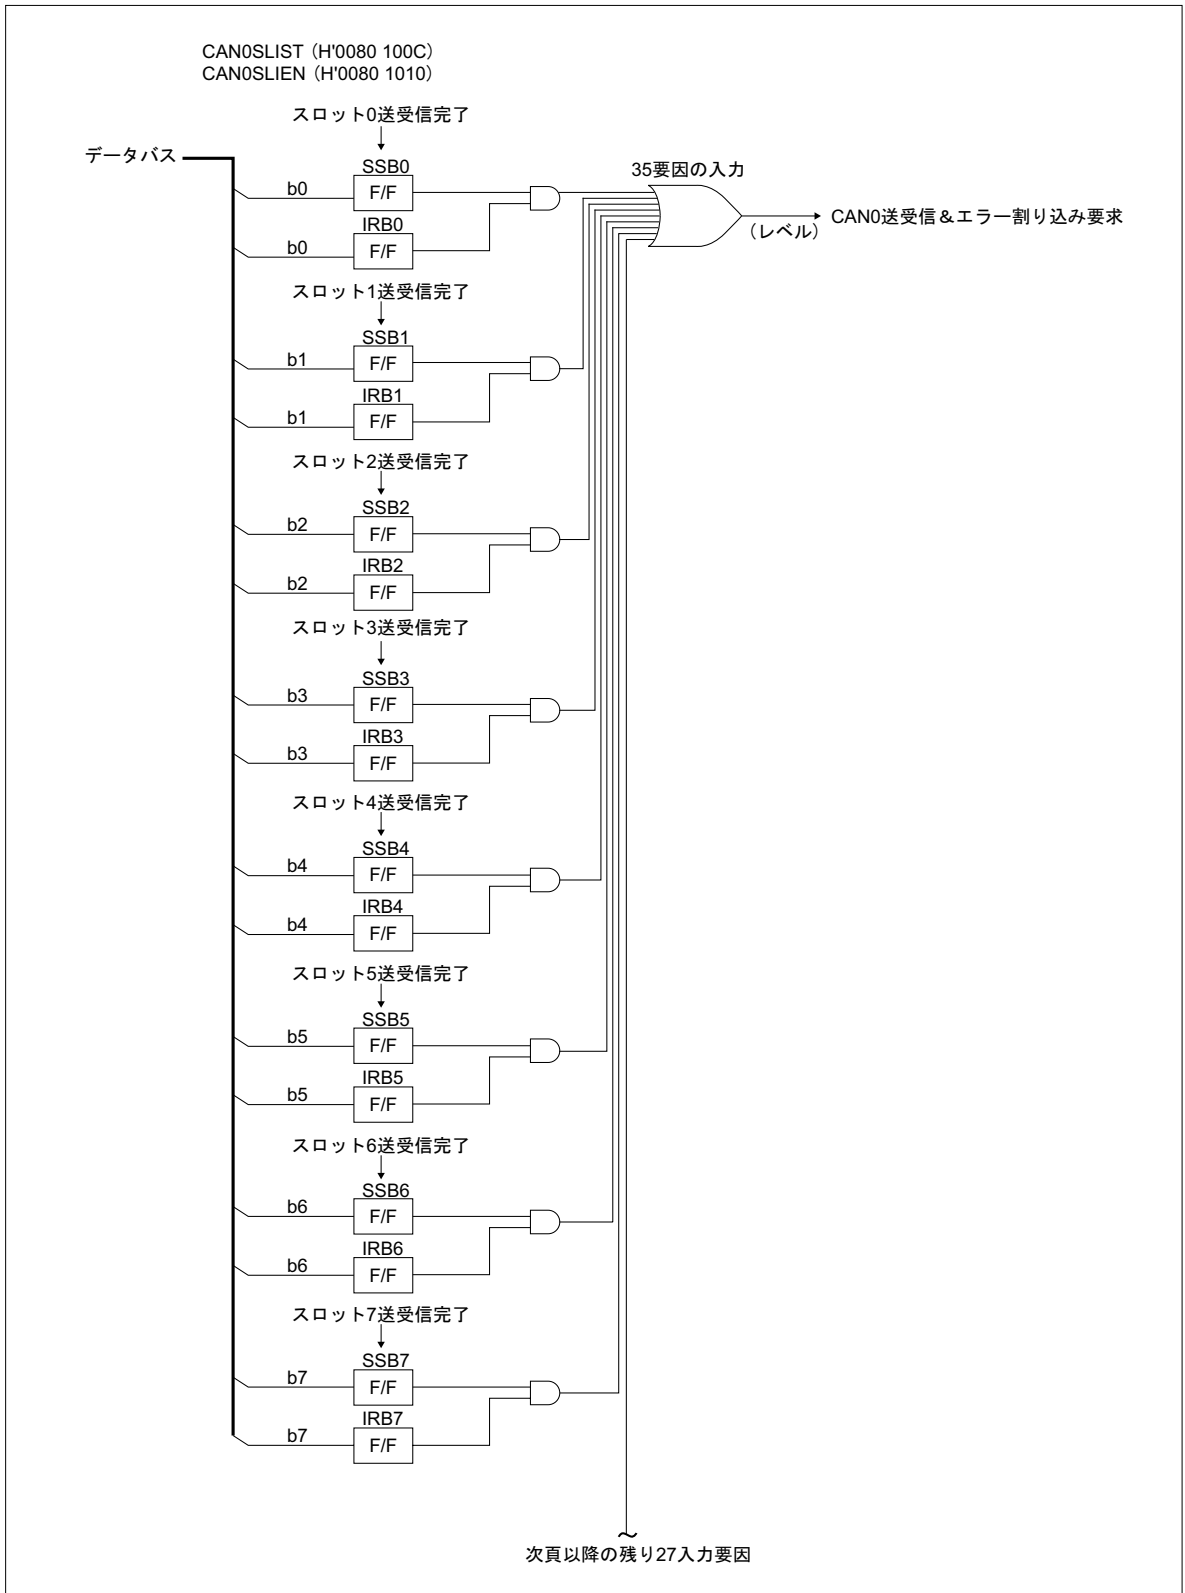 CAN0SLIST（H'0080 100C）
CAN0SLIEN（H'0080 1010）
スロット0送受信完了
データバス
SSB0
35要因の入力
b0
F/F
CAN0送受信＆エラー割り込み要求
（レベル）
IRB0
b0
F/F
スロット1送受信完了
SSB1
b1
F/F
IRB1
b1
F/F
スロット2送受信完了
SSB2
b2
F/F
IRB2
b2
F/F
スロット3送受信完了
SSB3
b3
F/F
IRB3
b3
F/F
スロット4送受信完了
SSB4
b4
F/F
IRB4
b4
F/F
スロット5送受信完了
SSB5
b5
F/F
IRB5
b5
F/F
スロット6送受信完了
SSB6
b6
F/F
IRB6
b6
F/F
スロット7送受信完了
SSB7
b7
F/F
IRB7
b7
F/F
次頁以降の残り27入力要因